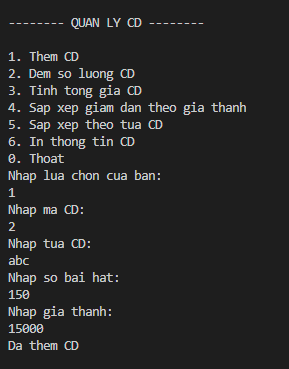 -------- QUAN LY CD --------
1. Them CD
2. Dem so luong CD
3. Tinh tong gia CD
4. Sap xep giam dan theo gia thanh
5. Sap xep theo tua CD
6. In thong tin CD
0. Thoat
Nhap lua chon cua ban:
1
Nhap ma CD:
2
Nhap tua CD:
abc
Nhap so bai hat:
150
Nhap gia thanh:
15000
Da them CD